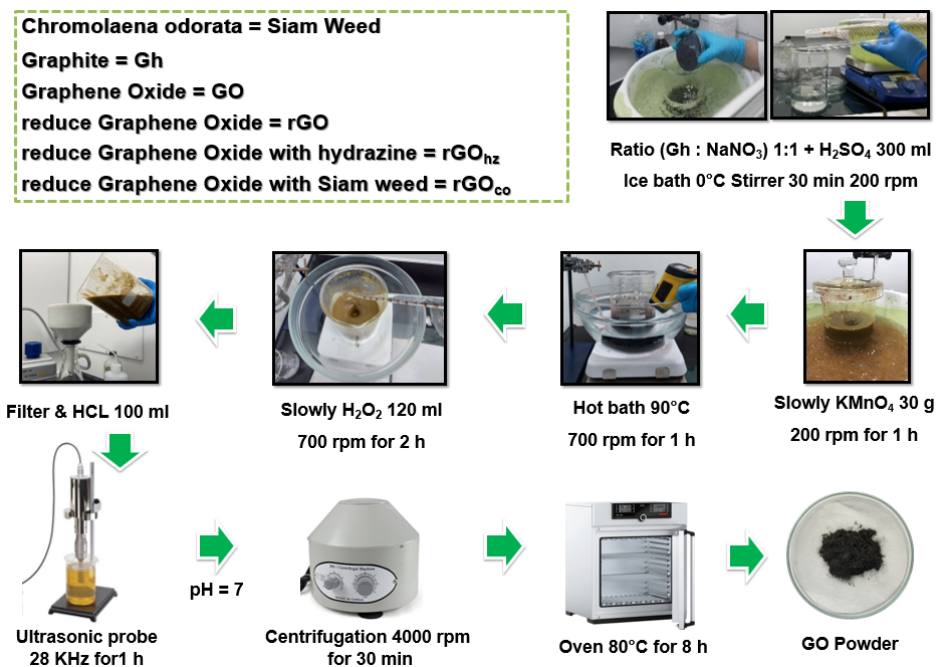 Chromolaena odorata = Siam Weed
Graphite = Gh
Graphene Oxide = GO
reduce Graphene Oxide = rGO
reduce Graphene Oxide with hydrazine = rGOhz
reduce Graphene Oxide with Siam weed = rGOco
Ratio (Gh : NaNO₃) 1:1 + H₂SO₄ 300 ml
Ice bath 0°C Stirrer 30 min 200 rpm
Slowly KMnO₄ 30 g
200 rpm for 1 h
Hot bath 90°C
700 rpm for 1 h
Slowly H₂O₂ 120 ml
700 rpm for 2 h
Filter & HCL 100 ml
Ultrasonic probe
28 KHz for1 h
pH = 7
Centrifugation 4000 rpm
for 30 min
Oven 80°C for 8 h
GO Powder